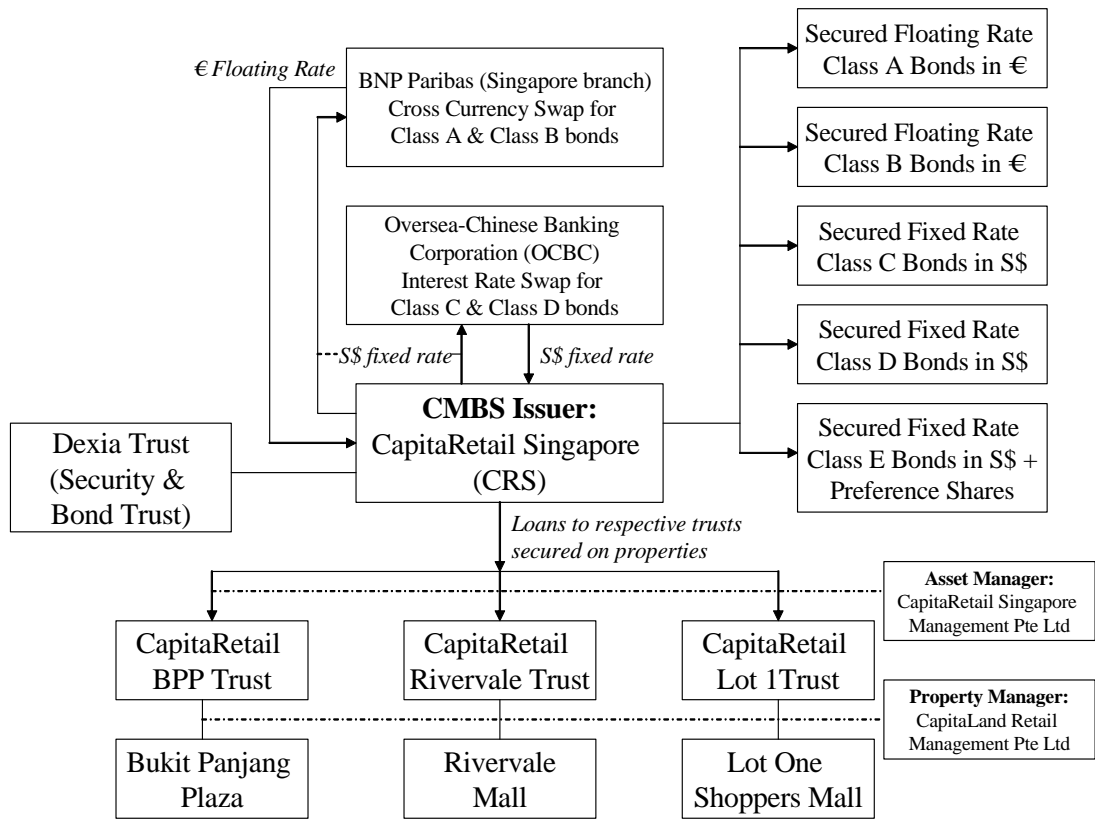 € Floating Rate
BNP Paribas (Singapore branch)
Cross Currency Swap for
Class A & Class B bonds
Oversea-Chinese Banking
Corporation (OCBC)
Interest Rate Swap for
Class C & Class D bonds
S$ fixed rate
S$ fixed rate
CMBS Issuer:
CapitaRetail Singapore
(CRS)
Dexia Trust
(Security &
Bond Trust)
Secured Floating Rate
Class A Bonds in €
Secured Floating Rate
Class B Bonds in €
Secured Fixed Rate
Class C Bonds in S$
Secured Fixed Rate
Class D Bonds in S$
Secured Fixed Rate
Class E Bonds in S$ +
Preference Shares
Loans to respective trusts
secured on properties
Asset Manager:
CapitaRetail Singapore
Management Pte Ltd
CapitaRetail
BPP Trust
CapitaRetail
Rivervale Trust
CapitaRetail
Lot 1Trust
Property Manager:
CapitaLand Retail
Management Pte Ltd
Bukit Panjang
Plaza
Rivervale
Mall
Lot One
Shoppers Mall